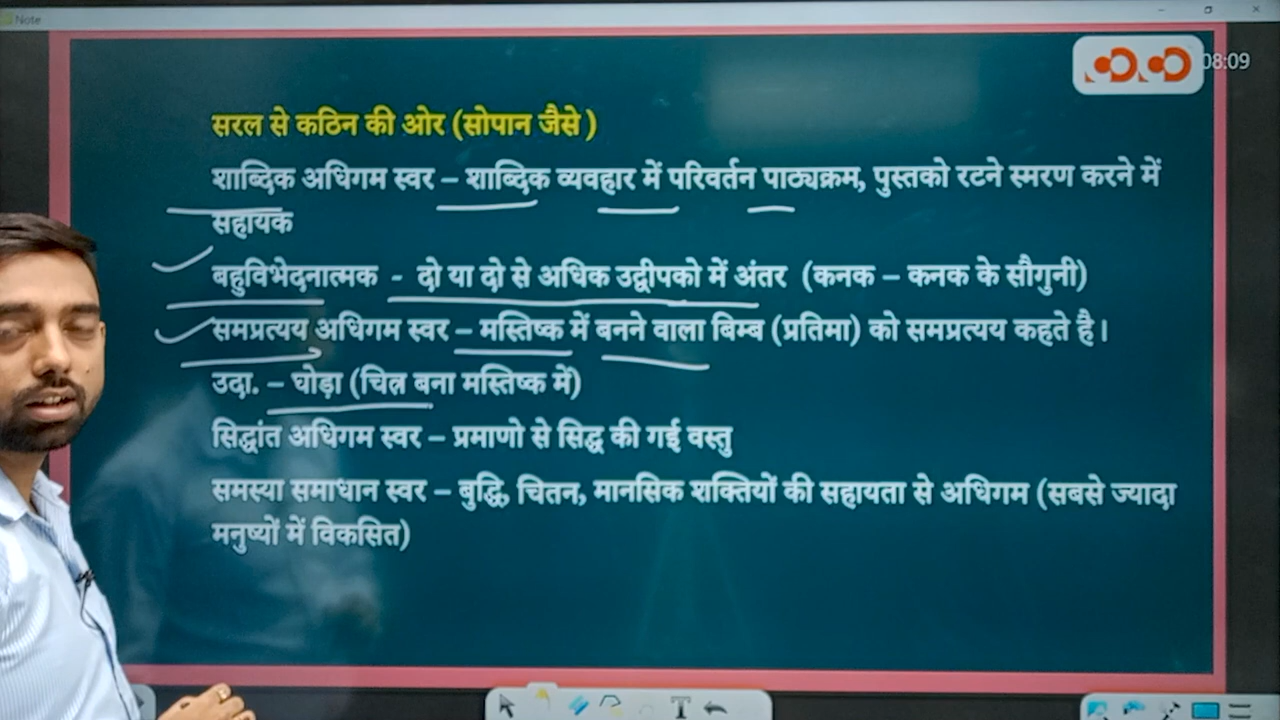 Note
08:09
सरल से कठिन की ओर (सोपान जैसे )
शाब्दिक अधिगम स्वर – शाब्दिक व्यवहार में परिवर्तन पाठ्यक्रम, पुस्तको रटने स्मरण करने में
सहायक
बहुविभेदनात्मक - दो या दो से अधिक उद्वीपको में अंतर (कनक – कनक के सौगुनी)
समप्रत्यय अधिगम स्वर – मस्तिष्क में बनने वाला बिम्ब (प्रतिमा) को समप्रत्यय कहते है।
उदा. – घोड़ा (चित्र बना मस्तिष्क में)
सिद्धांत अधिगम स्वर – प्रमाणो से सिद्ध की गई वस्तु
समस्या समाधान स्वर – बुद्धि, चितन, मानसिक शक्तियों की सहायता से अधिगम (सबसे ज्यादा
मनुष्यों में विकसित)